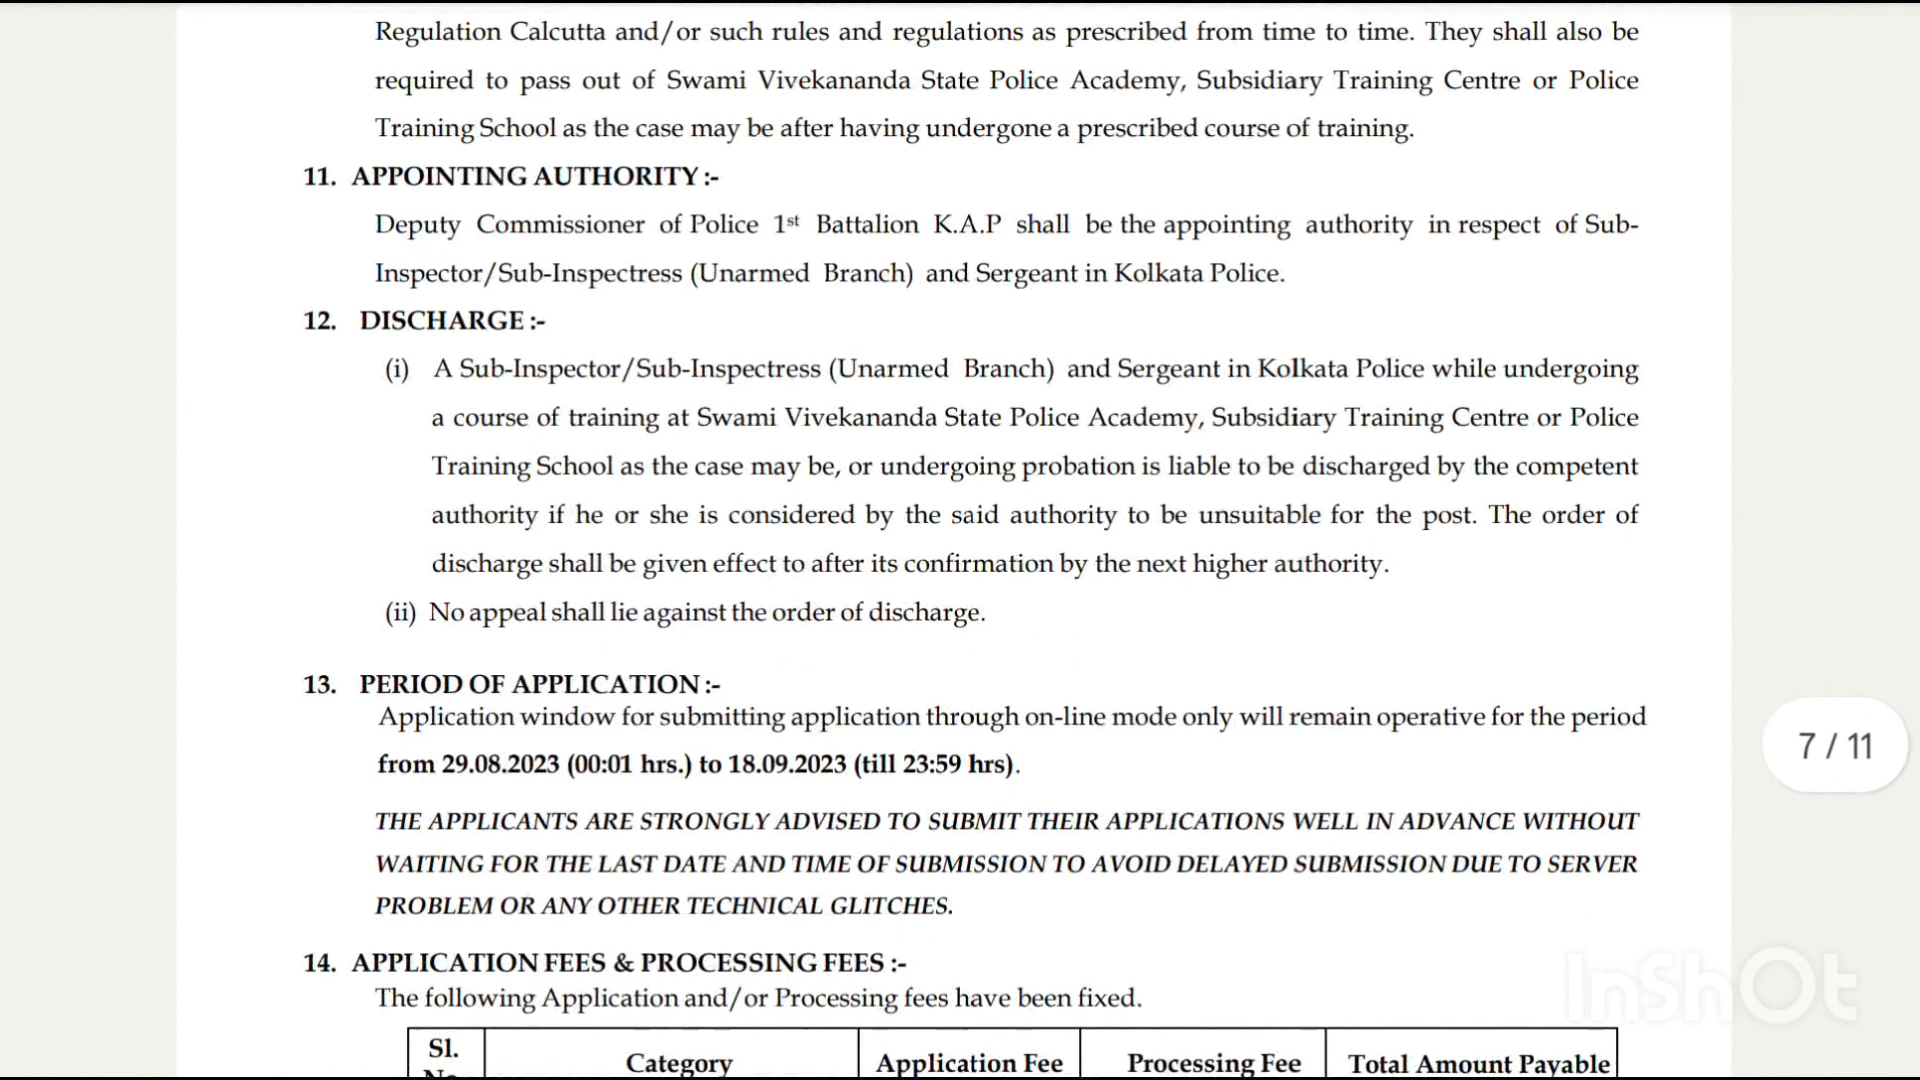 Regulation Calcutta and/or such rules and regulations as prescribed from time to time. They shall also be
required to pass out of Swami Vivekananda State Police Academy, Subsidiary Training Centre or Police
Training School as the case may be after having undergone a prescribed course of training.
11. APPOINTING AUTHORITY :-
Deputy Commissioner of Police 1st Battalion K.A.P shall be the appointing authority in respect of Sub-
Inspector/Sub-Inspectress (Unarmed Branch) and Sergeant in Kolkata Police.
12. DISCHARGE :-
(i) A Sub-Inspector/Sub-Inspectress (Unarmed Branch) and Sergeant in Kolkata Police while undergoing
a course of training at Swami Vivekananda State Police Academy, Subsidiary Training Centre or Police
Training School as the case may be, or undergoing probation is liable to be discharged by the competent
authority if he or she is considered by the said authority to be unsuitable for the post. The order of
discharge shall be given effect to after its confirmation by the next higher authority.
(ii) No appeal shall lie against the order of discharge.
13. PERIOD OF APPLICATION :-
Application window for submitting application through on-line mode only will remain operative for the period
from 29.08.2023 (00:01 hrs.) to 18.09.2023 (till 23:59 hrs).
7 / 11
THE APPLICANTS ARE STRONGLY ADVISED TO SUBMIT THEIR APPLICATIONS WELL IN ADVANCE WITHOUT
WAITING FOR THE LAST DATE AND TIME OF SUBMISSION TO AVOID DELAYED SUBMISSION DUE TO SERVER
PROBLEM OR ANY OTHER TECHNICAL GLITCHES.
14. APPLICATION FEES & PROCESSING FEES :-
The following Application and/or Processing fees have been fixed.
InShOt
Sl.
Category Application Fee Processing Fee Total Amount Payable